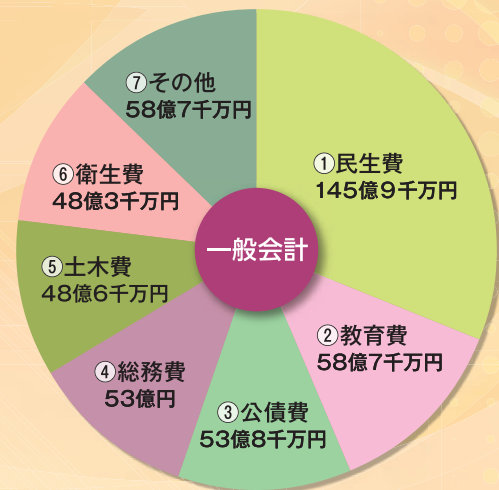 一般会計
①民生費
145億9千万円
②教育費
58億7千万円
③公債費
53億8千万円
④総務費
53億円
⑤土木費
48億6千万円
⑥衛生費
48億3千万円
⑦その他
58億7千万円